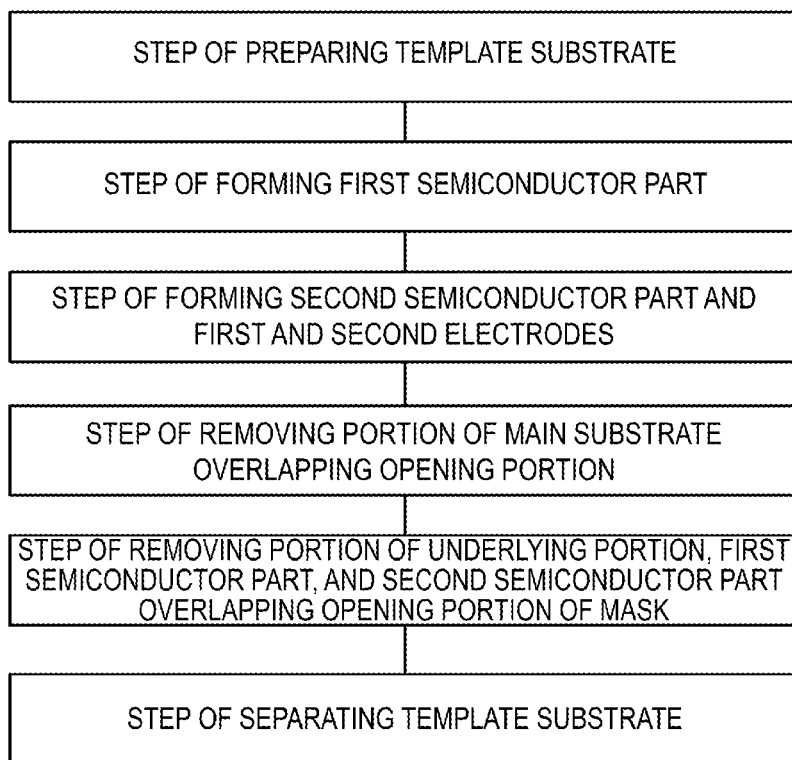 STEP OF PREPARING TEMPLATE SUBSTRATE
STEP OF FORMING FIRST SEMICONDUCTOR PART
STEP OF FORMING SECOND SEMICONDUCTOR PART AND
FIRST AND SECOND ELECTRODES
STEP OF REMOVING PORTION OF MAIN SUBSTRATE
OVERLAPPING OPENING PORTION
STEP OF REMOVING PORTION OF UNDERLYING PORTION, FIRST
SEMICONDUCTOR PART, AND SECOND SEMICONDUCTOR PART
OVERLAPPING OPENING PORTION OF MASK
STEP OF SEPARATING TEMPLATE SUBSTRATE